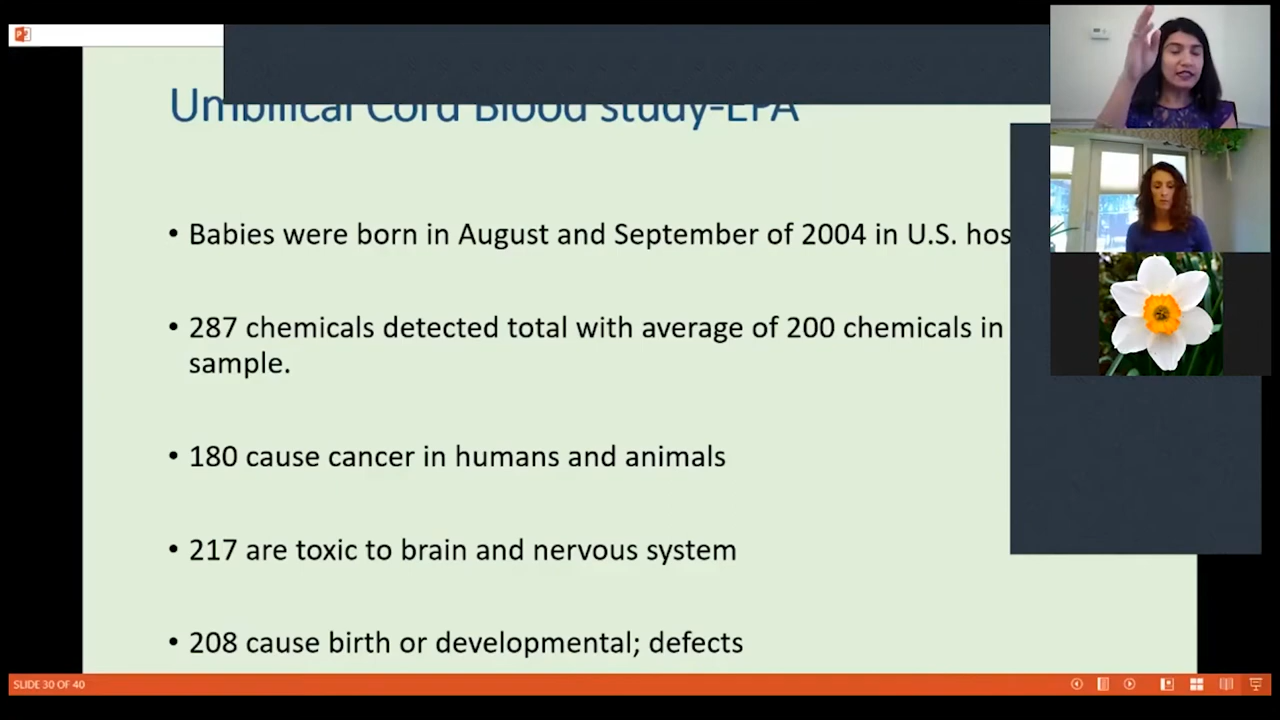 Umbilical Cord Blood study-EPA
• Babies were born in August and September of 2004 in U.S. hos
• 287 chemicals detected total with average of 200 chemicals in
sample.
• 180 cause cancer in humans and animals
• 217 are toxic to brain and nervous system
• 208 cause birth or developmental; defects
SLIDE 30 OF 40